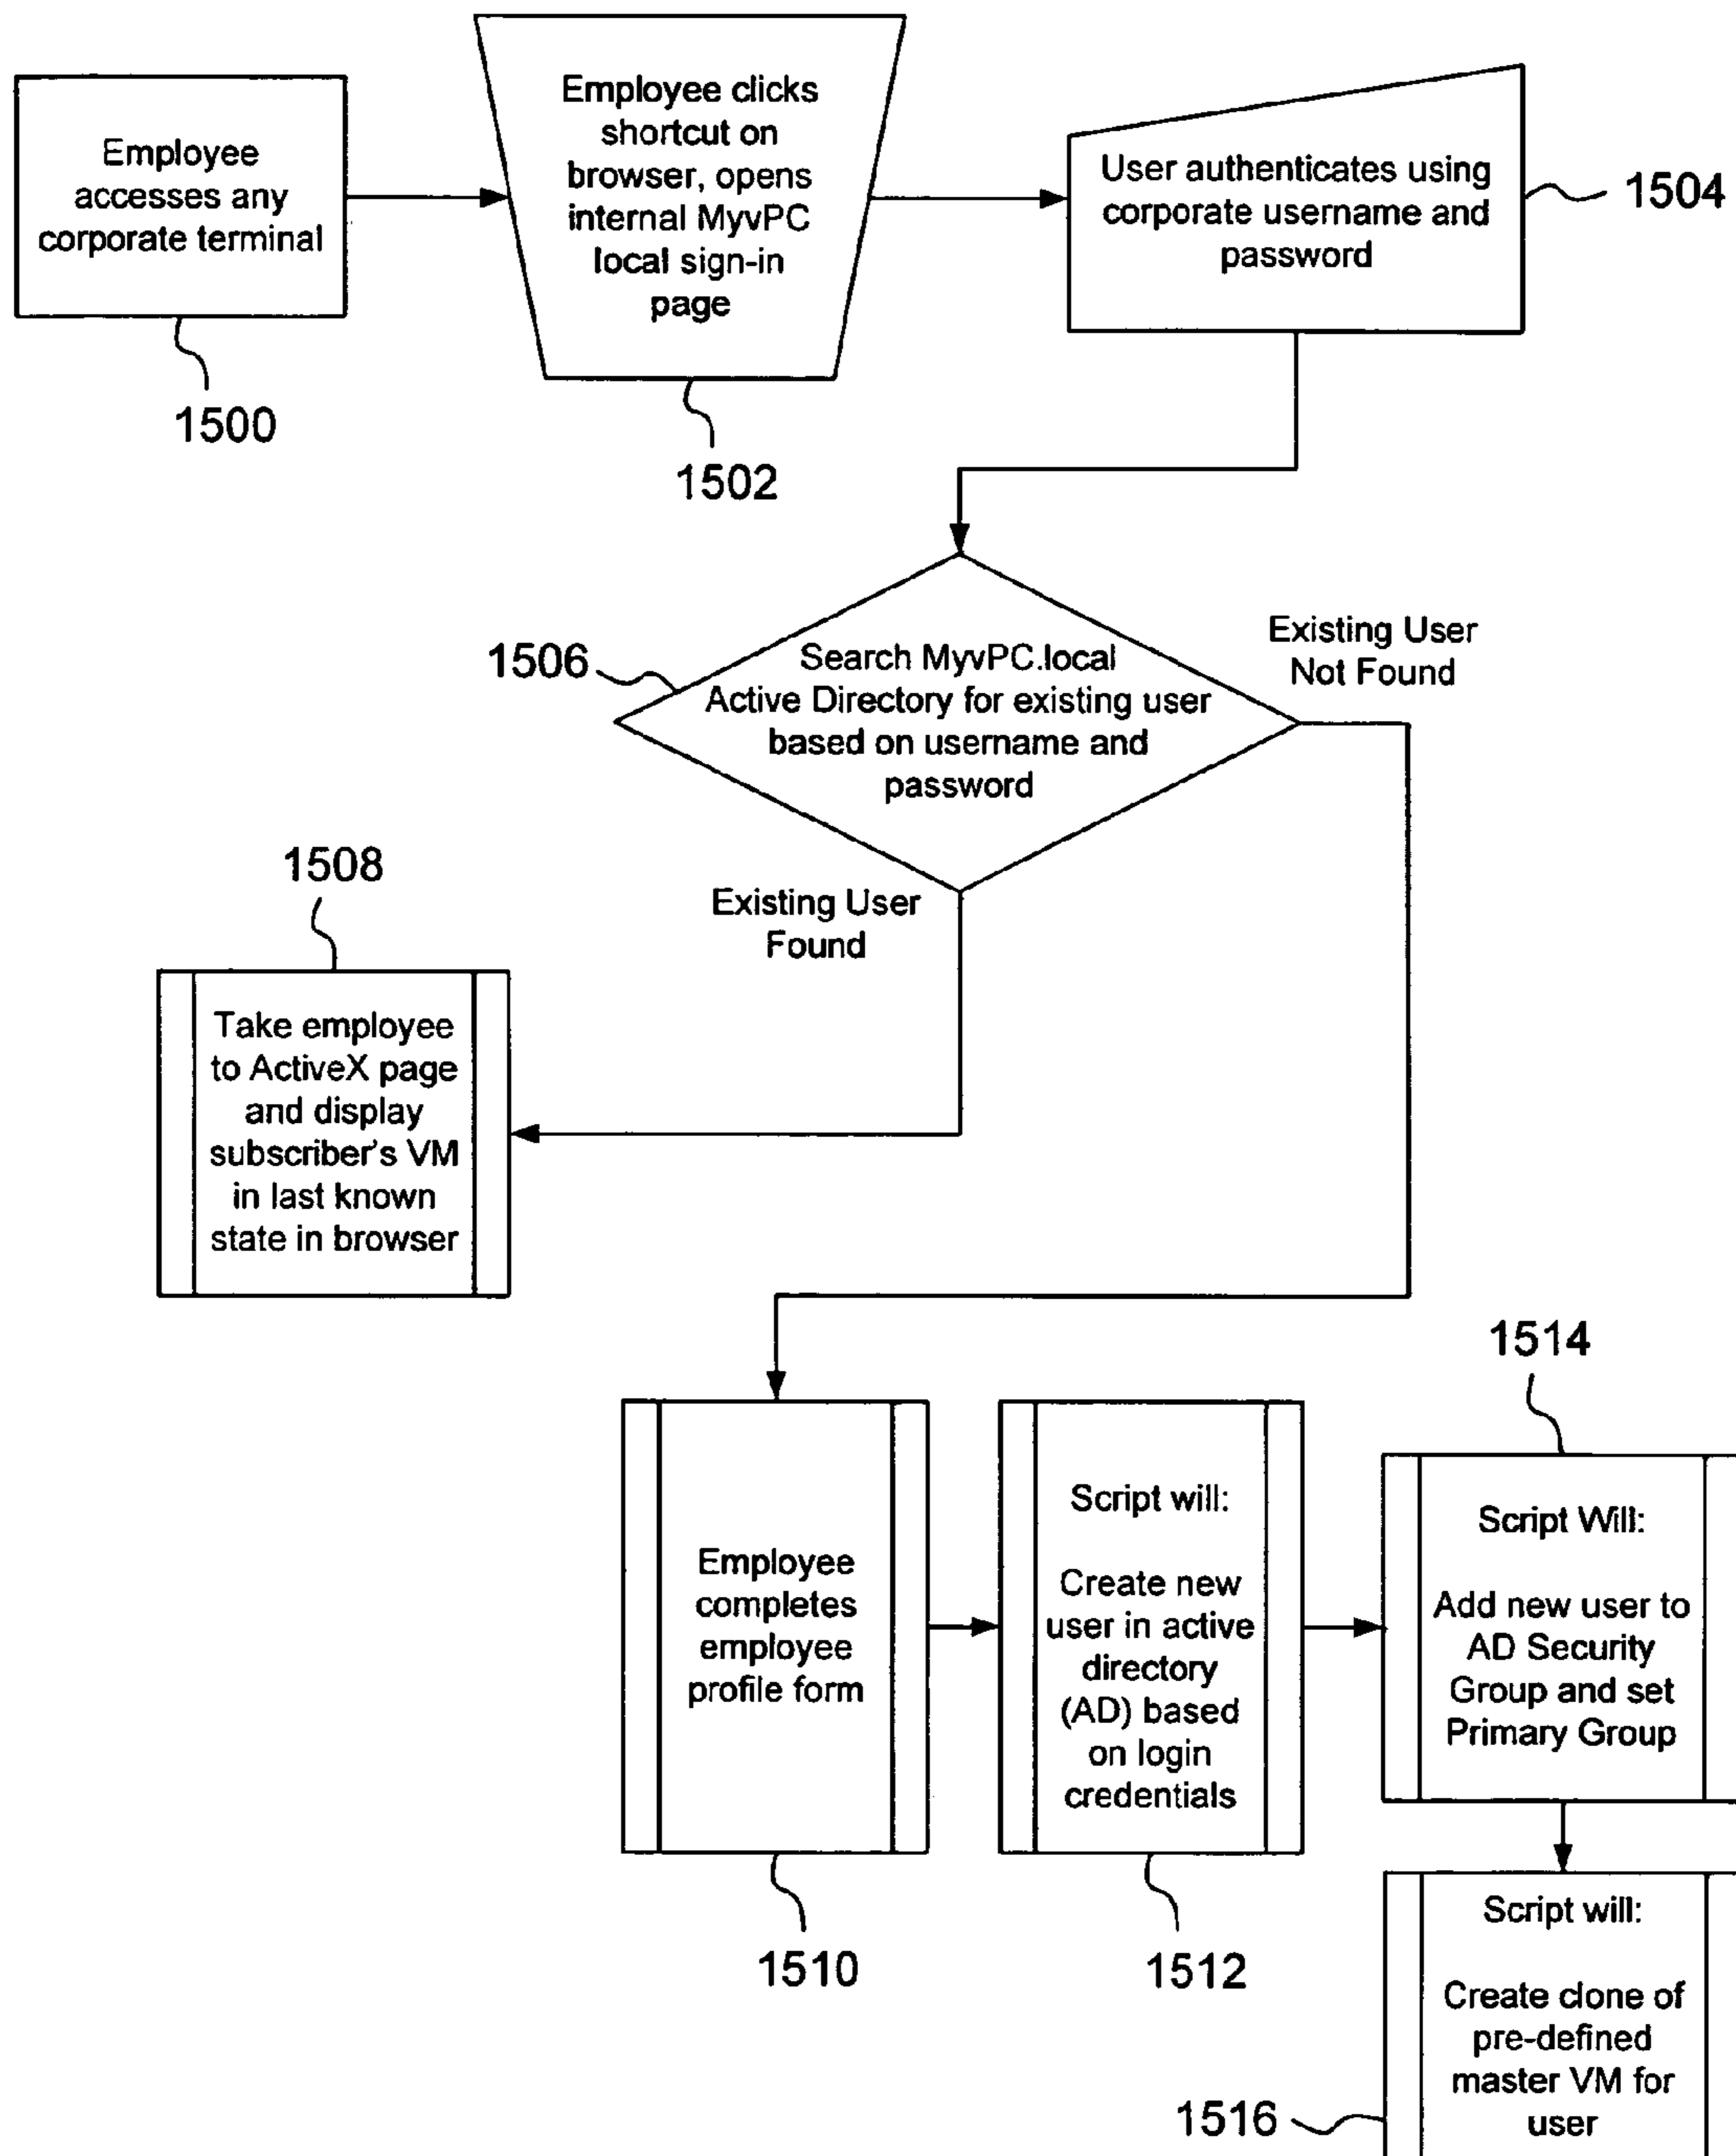 Employee
accesses any
corporate terminal
1500
Employee clicks
shortcut on
browser, opens
internal MyvPC
local sign-in
page
1502
User authenticates using
corporate username and
password
1504
1506
Search MyvPC.local
Active Directory for existing user
based on username and
password
Existing User
Not Found
Existing User
Found
1508
Take employee
to ActiveX page
and display
subscriber's VM
in last known
state in browser
Employee
completes
employee
profile form
1510
Script will:
Create new
user in active
directory
(AD) based
on login
credentials
1512
1514
Script Will:
Add new user to
AD Security
Group and set
Primary Group
Script will:
Create clone of
pre-defined
master VM for
user
1516